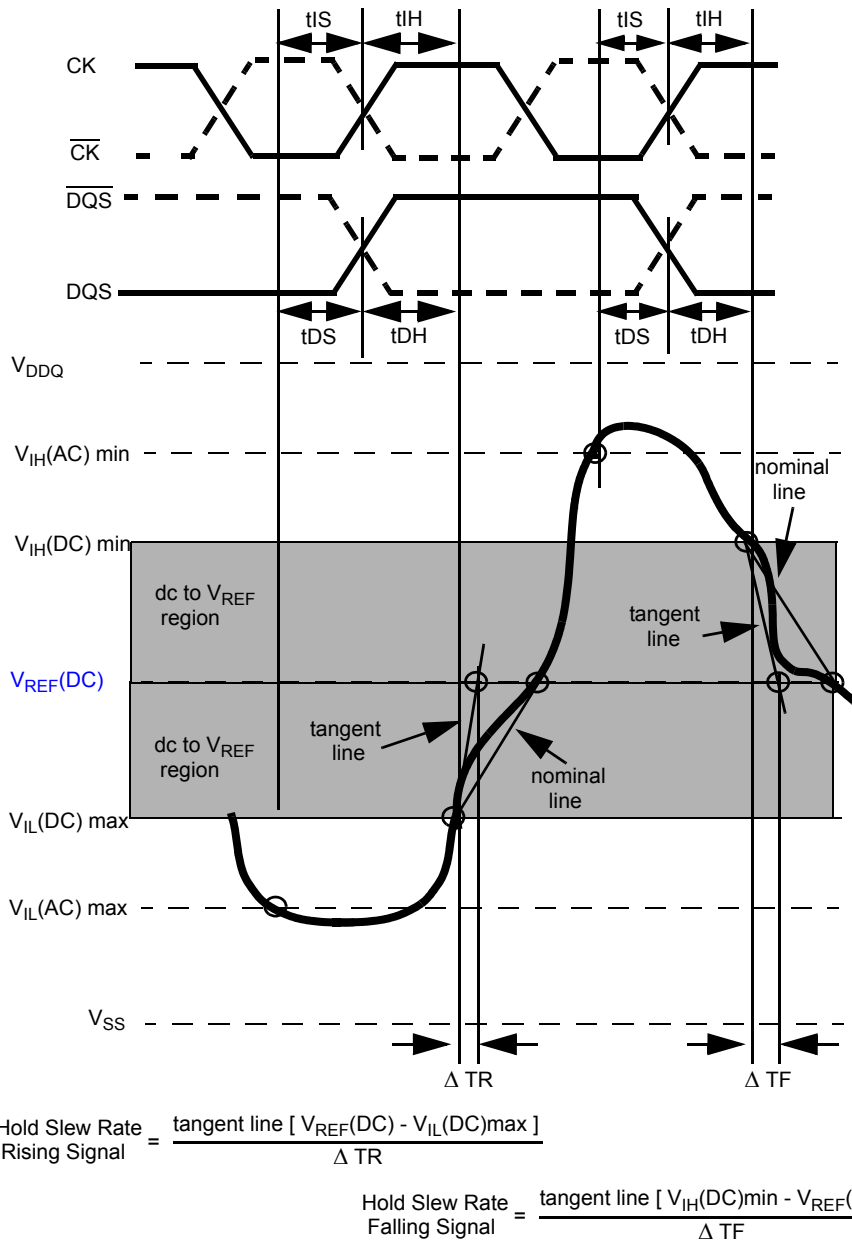 tIS tIH tIS tIH
CK
CK
DQS
DQS
tDS tDH tDS tDH
VDDQ
VIH(AC) min
nominal
line
VIH(DC) min
dc to VREF
region
tangent
line
VREF(DC)
tangent
line
dc to VREF
region
nominal
line
VIL(DC) max
VIL(AC) max
VSS
Δ TR Δ TF
Hold Slew Rate
Rising Signal = tangent line [ VREF(DC) - VIL(DC)max ]
Δ TR
Hold Slew Rate
Falling Signal = tangent line [ VIH(DC)min - VREF(
Δ TF